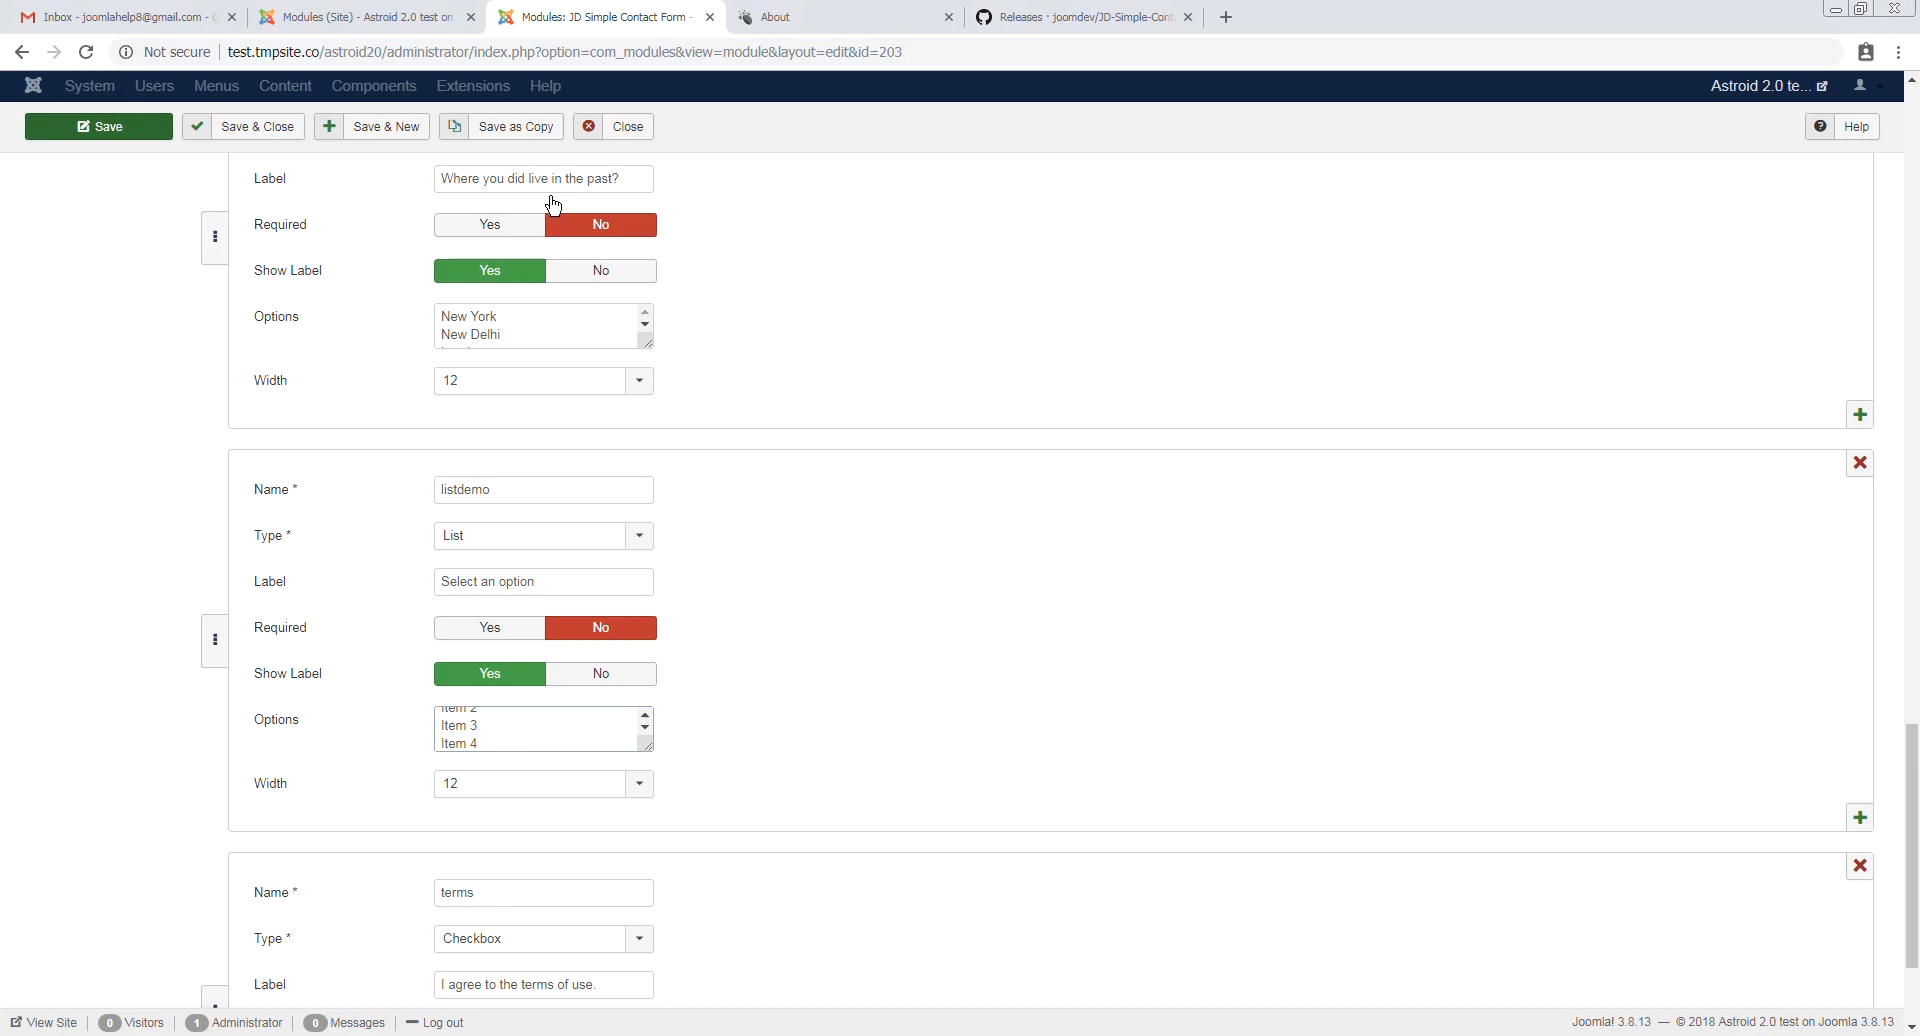 Inbox - joomlahelp8@gmail.com -
Modules (Site) - Astroid 2.0 test on
Modules: JD Simple Contact Form -
About
Releases · joomdev/JD-Simple-Cont
Not secure
test.tmpsite.co/astroid20/administrator/index.php?option=com_modules&view=module&layout=edit&id=203
System Users Menus Content Components Extensions Help
Astroid 2.0 te...
Save
Save & Close
Save & New
Save as Copy
Close
Help
Label
Where you did live in the past?
Required
Yes No
Show Label
Yes No
Options
New York
New Delhi
Width
12
Name *
listdemo
Type *
List
Label
Select an option
Required
Yes No
Show Label
Yes No
Options
Item 2
Item 3
Item 4
Width
12
Name *
terms
Type *
Checkbox
Label
I agree to the terms of use.
View Site
0 Visitors
1 Administrator
0 Messages
Log out
Joomla! 3.8.13 — © 2018 Astroid 2.0 test on Joomla 3.8.13